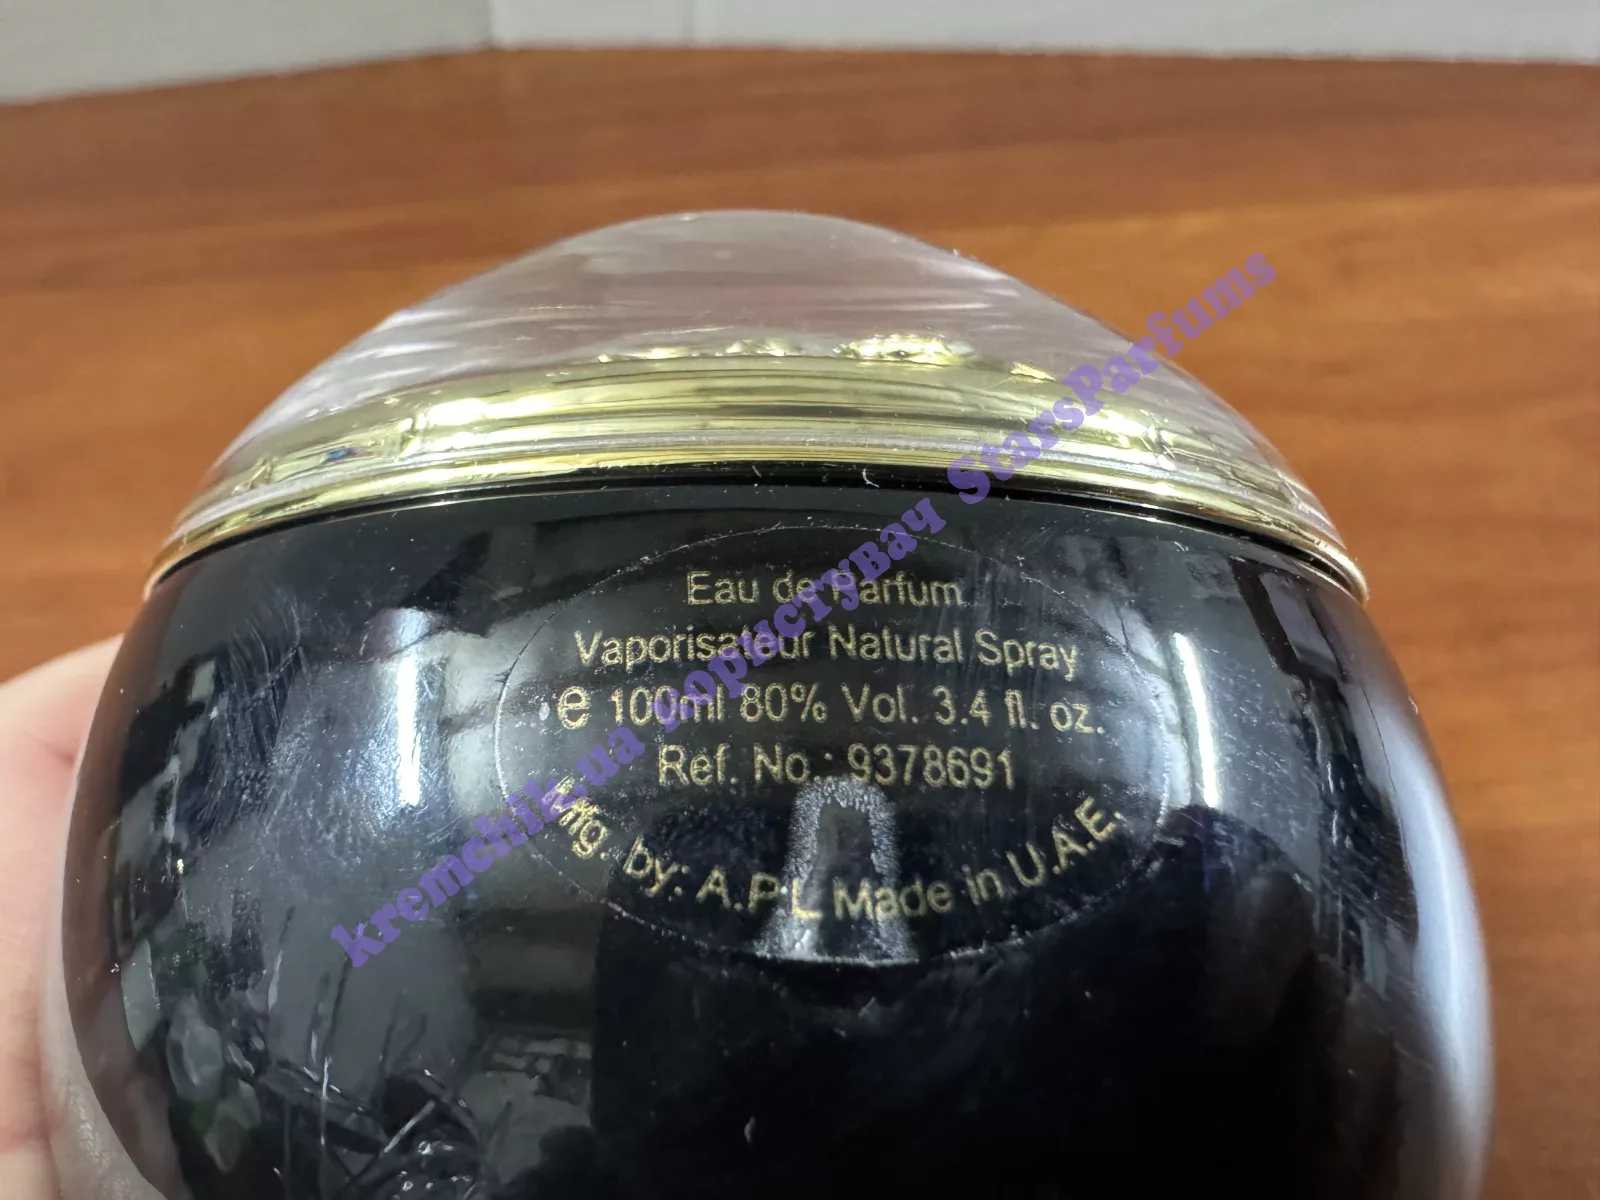 Eau de Parfum
Vaporisateur Natural Spray
e 100ml 80% Vol. 3.4 fl. oz.
Ref. No.: 9378691
Mfg. by: A.P.L Made in U.A.E.
kremchik.ua користувач StarsParfums